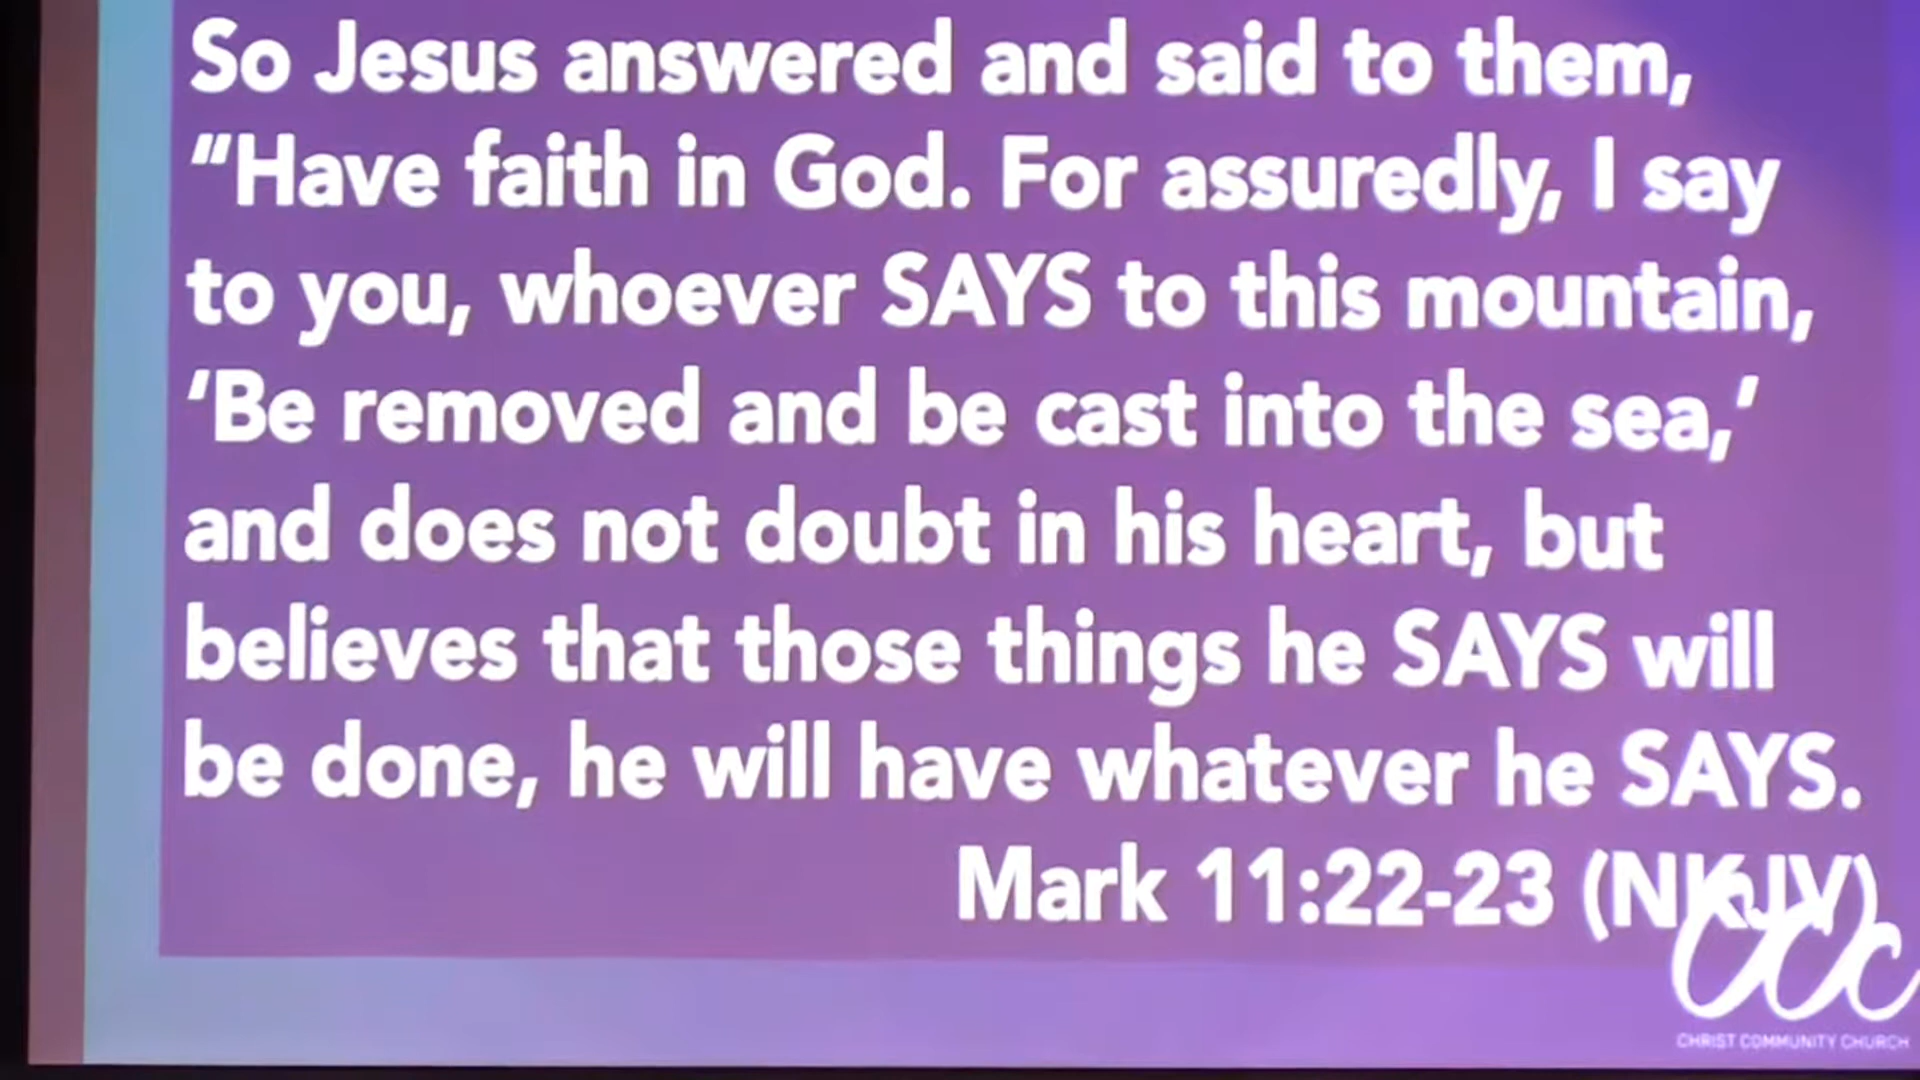 So Jesus answered and said to them,
"Have faith in God. For assuredly, I say
to you, whoever SAYS to this mountain,
'Be removed and be cast into the sea,'
and does not doubt in his heart, but
believes that those things he SAYS will
be done, he will have whatever he SAYS.
Mark 11:22-23 (NKJV)
CCC
CHRIST COMMUNITY CHURCH